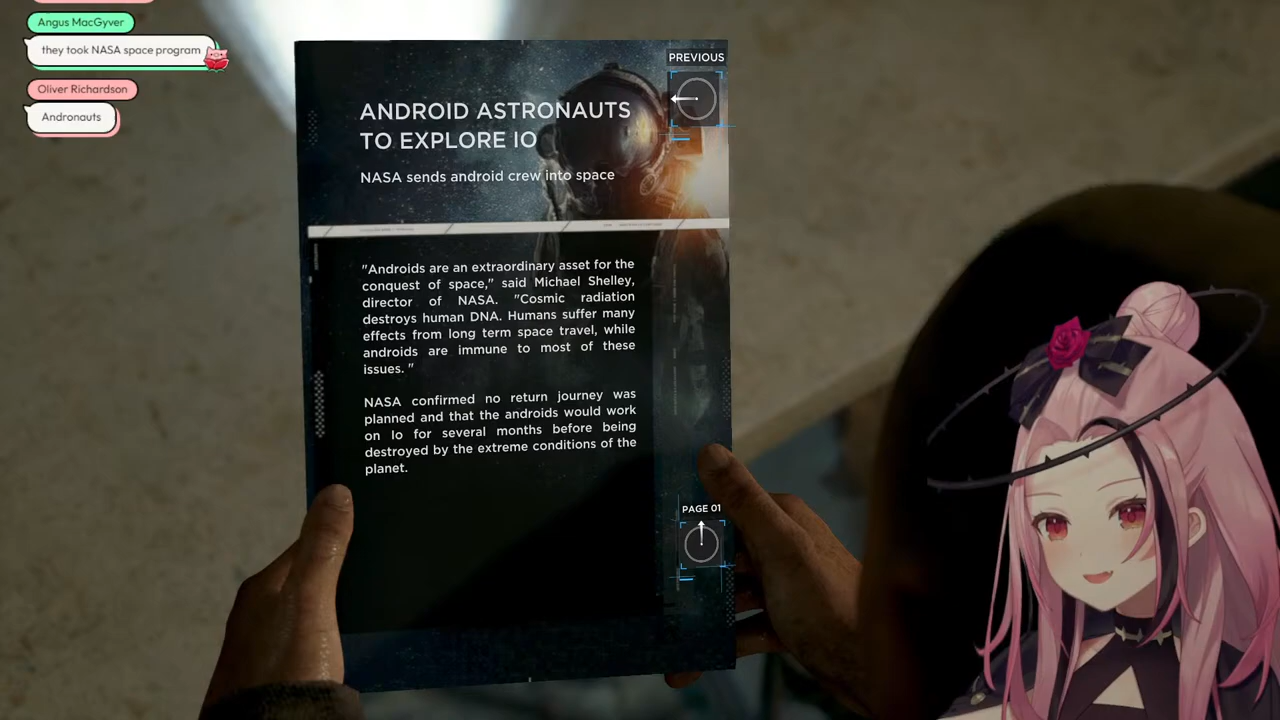 Angus MacGyver
they took NASA space program
Oliver Richardson
Andronauts
PREVIOUS
ANDROID ASTRONAUTS
TO EXPLORE IO
NASA sends android crew into space
"Androids are an extraordinary asset for the
conquest of space," said Michael Shelley,
director of NASA. "Cosmic radiation
destroys human DNA. Humans suffer many
effects from long term space travel, while
androids are immune to most of these
issues. "
NASA confirmed no return journey was
planned and that the androids would work
on Io for several months before being
destroyed by the extreme conditions of the
planet.
PAGE 01